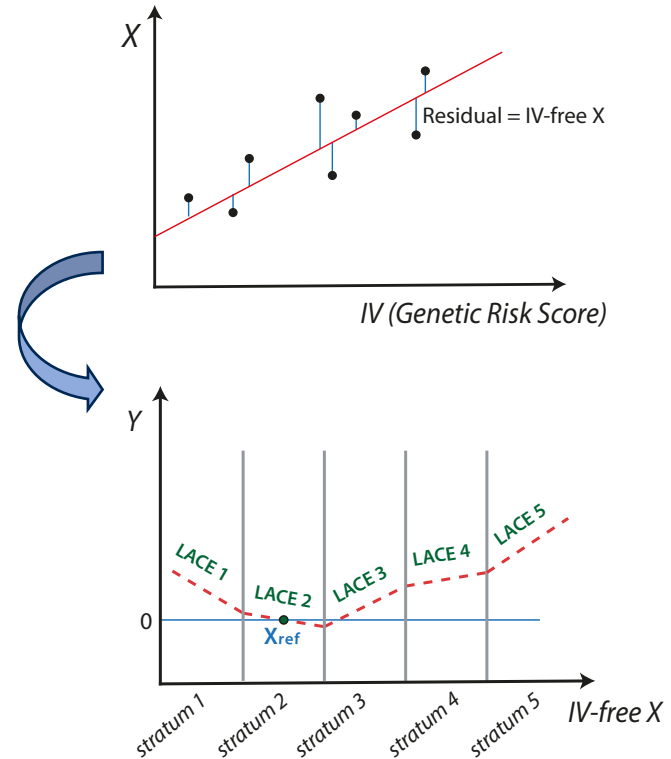 X
Residual = IV-free X
IV (Genetic Risk Score)
Y
LACE 1
LACE 2
LACE 3
LACE 4
LACE 5
0
Xref
stratum 1
stratum 2
stratum 3
stratum 4
stratum 5
IV-free X